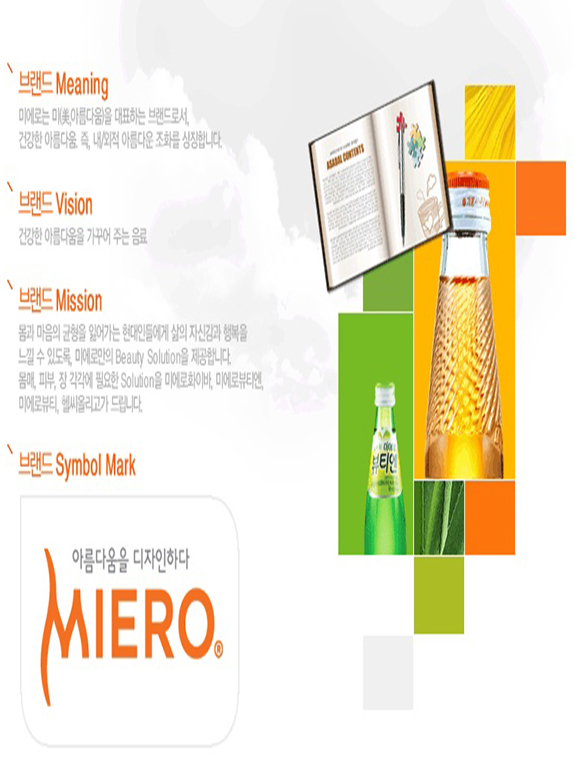 브랜드 Meaning
미에로는 미(美,아름다움)을 대표하는 브랜드로서,
건강한 아름다움. 즉, 내/외적 아름다운 조화를 상징합니다.
브랜드 Vision
건강한 아름다움을 가꾸어 주는 음료
브랜드 Mission
몸과 마음의 균형을 잃어가는 현대인들에게 삶의 자신감과 행복을
느낄 수 있도록, 미에로만의 Beauty Solution을 제공합니다.
몸매, 피부, 장 각각에 필요한 Solution을 미에로화이바, 미에로뷰티엔,
미에로뷰티, 헬씨올리고가 드립니다.
브랜드 Symbol Mark
아름다움을 디자인하다
MIERO®
CONTENTS
뷰티엔